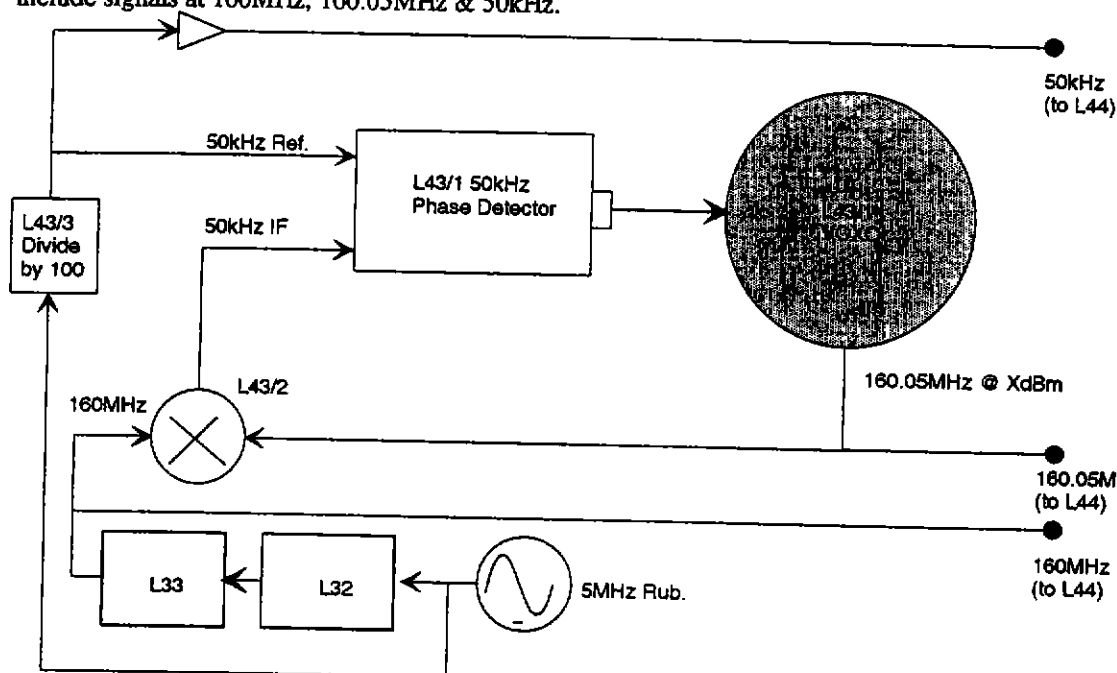 include signals at 100MHz, 100.05MHz & 50kHz.
50kHz
(to L44)
50kHz Ref.
L43/1 50kHz
Phase Detector
L43/3
Divide
by 100
50kHz IF
160.05MHz @ XdBm
L43/2
160MHz
160.05M
(to L44)
160MHz
(to L44)
L33
L32
5MHz Rub.